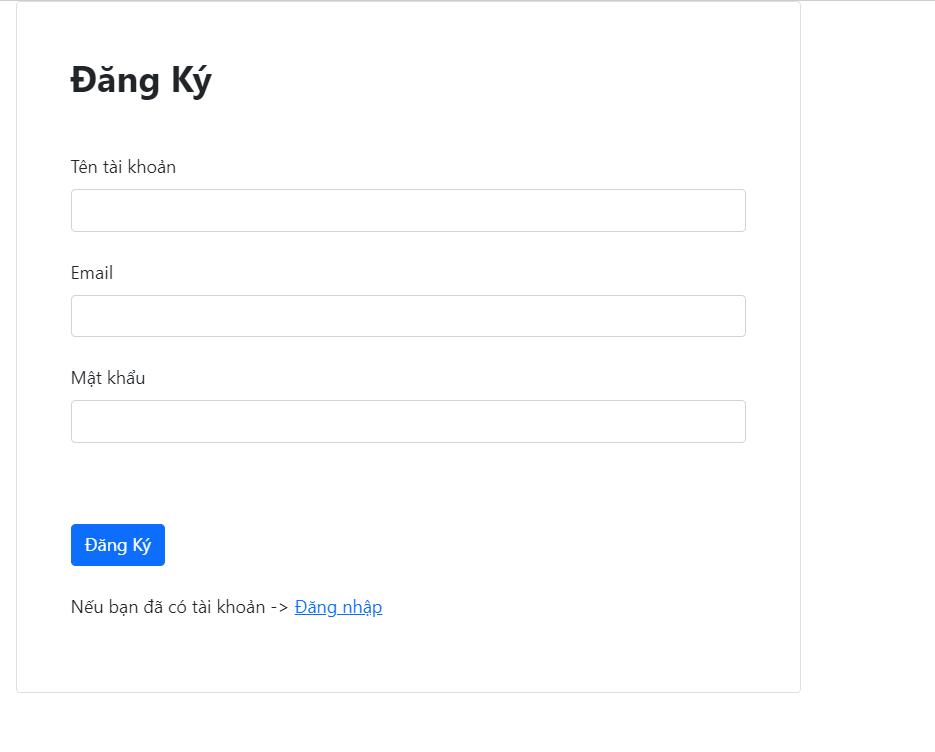 Đăng Ký
Tên tài khoản
Email
Mật khẩu
Đăng Ký
Nếu bạn đã có tài khoản -> Đăng nhập